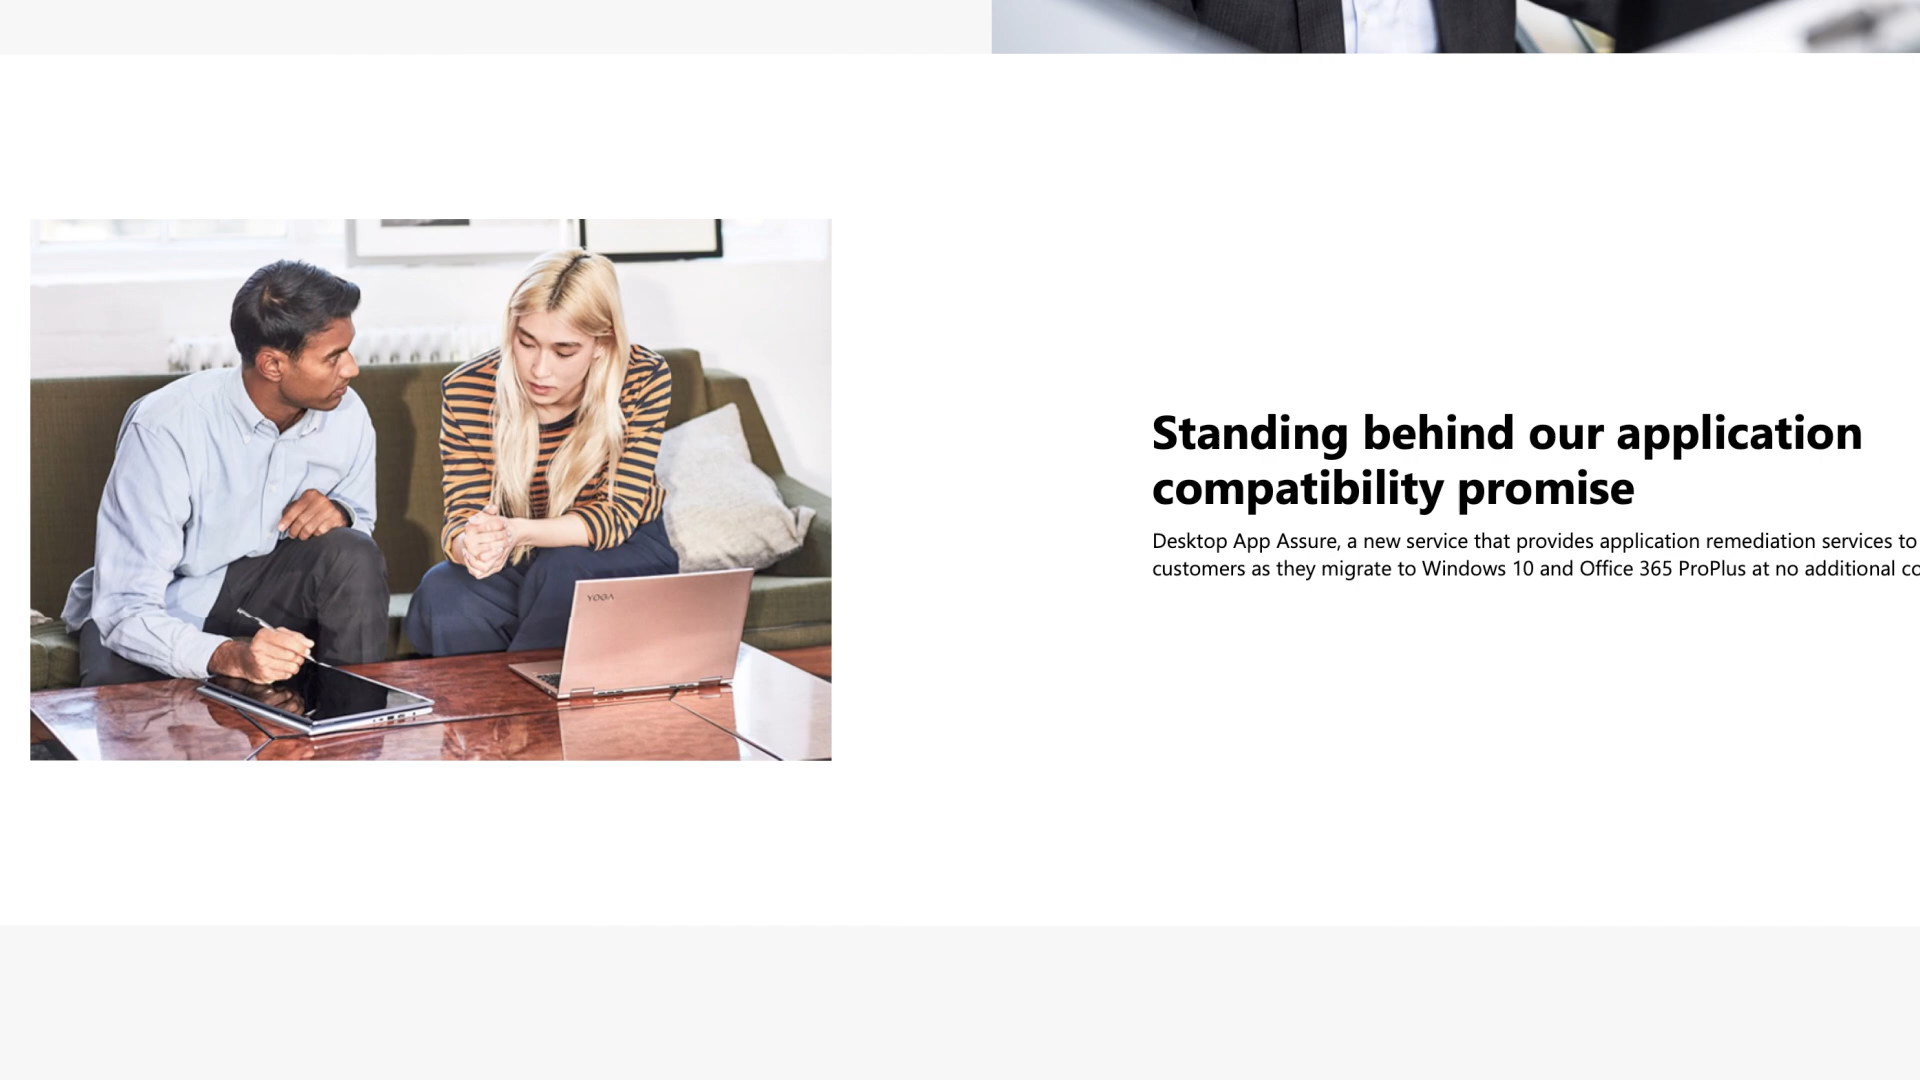 YOGA
Standing behind our application
compatibility promise
Desktop App Assure, a new service that provides application remediation services to
customers as they migrate to Windows 10 and Office 365 ProPlus at no additional